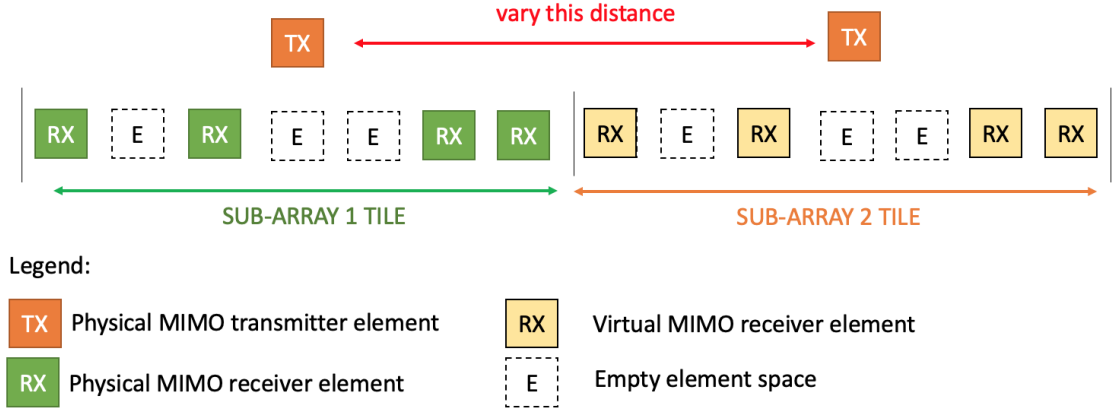 vary this distance
TX TX
RX E RX E E RX RX RX E RX E E RX RX
SUB-ARRAY 1 TILE SUB-ARRAY 2 TILE
Legend:
TX Physical MIMO transmitter element RX Virtual MIMO receiver element
RX Physical MIMO receiver element E Empty element space